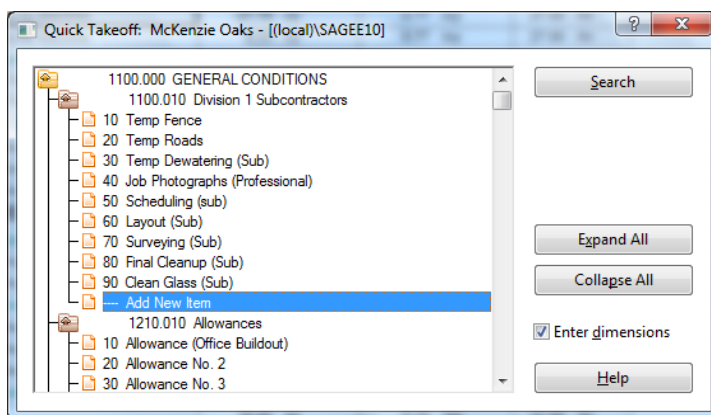 Quick Takeoff: McKenzie Oaks - [(local)\SAGEE10]
1100.000 GENERAL CONDITIONS
1100.010 Division 1 Subcontractors
10 Temp Fence
20 Temp Roads
30 Temp Dewatering (Sub)
40 Job Photographs (Professional)
50 Scheduling (sub)
60 Layout (Sub)
70 Surveying (Sub)
80 Final Cleanup (Sub)
90 Clean Glass (Sub)
---- Add New Item
1210.010 Allowances
10 Allowance (Office Buildout)
20 Allowance No. 2
30 Allowance No. 3
Search
Expand All
Collapse All
Enter dimensions
Help